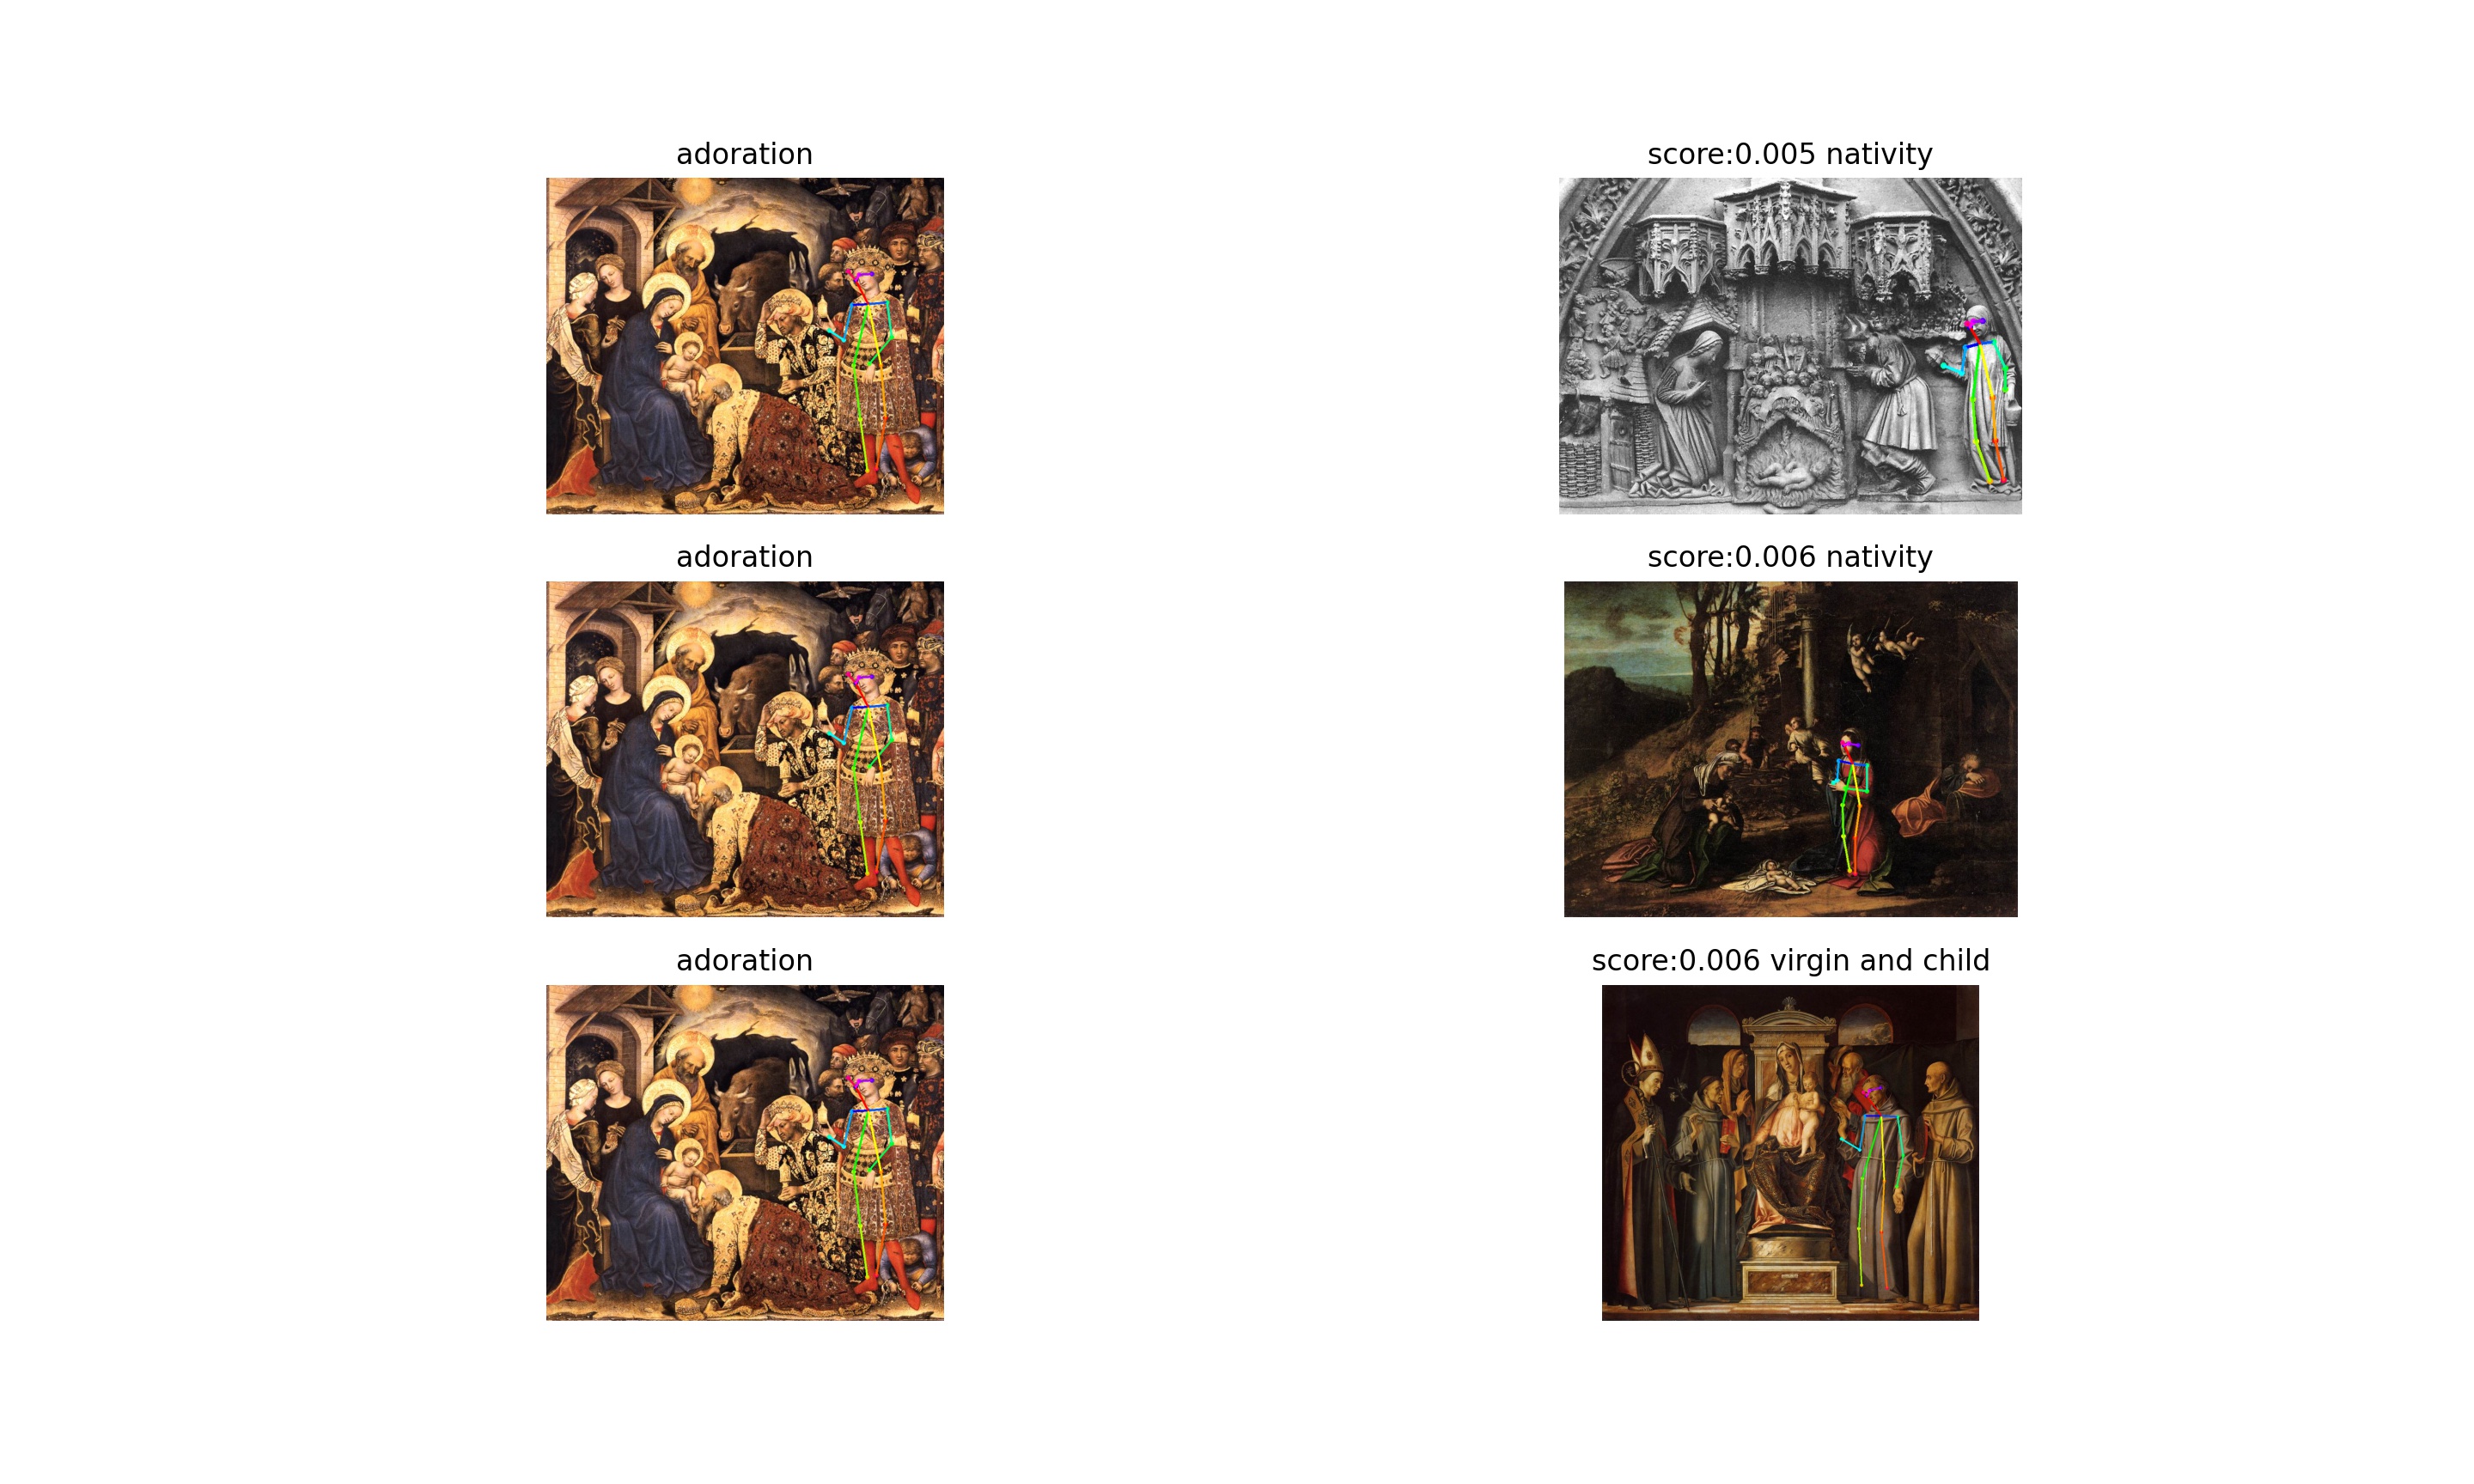 adoration
score:0.005 nativity
adoration
score:0.006 nativity
adoration
score:0.006 virgin and child